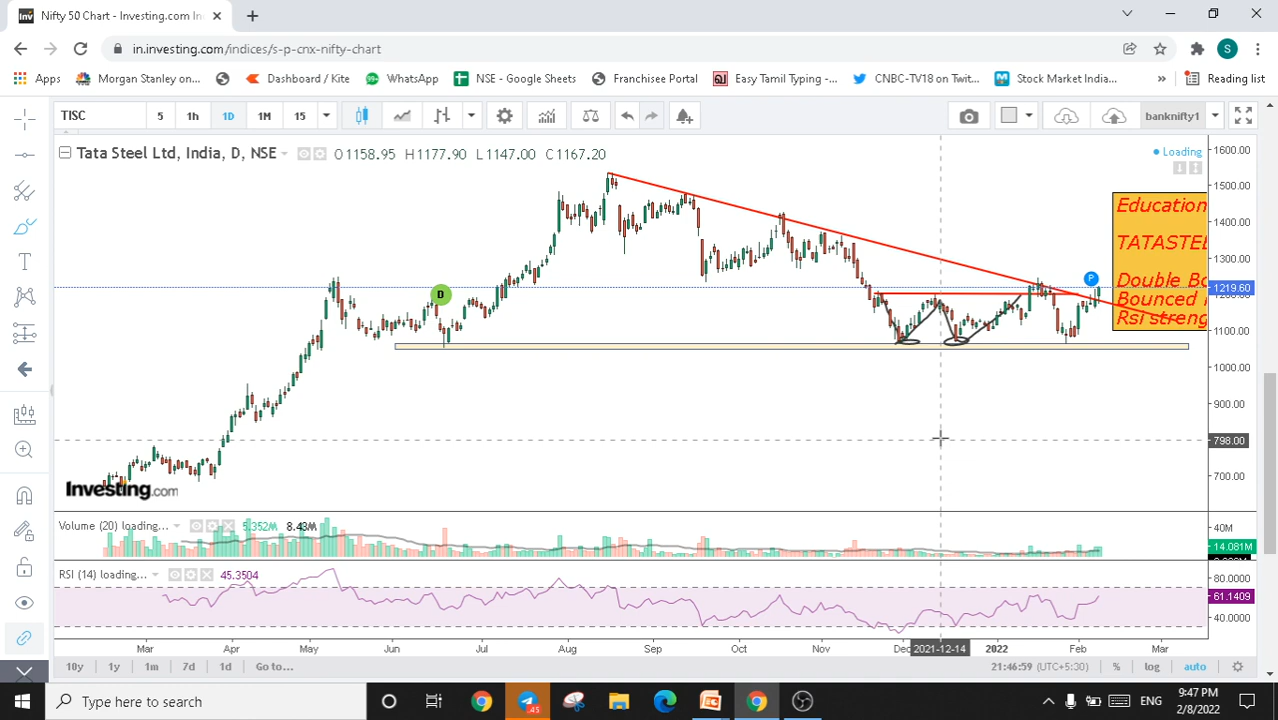 Nifty 50 Chart - Investing.com In
in.investing.com/indices/s-p-cnx-nifty-chart
S
Apps
Morgan Stanley on...
Dashboard / Kite
99+ WhatsApp
NSE - Google Sheets
Franchisee Portal
Easy Tamil Typing -...
CNBC-TV18 on Twit...
Stock Market India...
»
Reading list
TISC
5
1h
1D
1M
15
banknifty1
Tata Steel Ltd, India, D, NSE
O1158.95 H1177.90 L1147.00 C1167.20
Loading
1600.00
1500.00
1400.00
1300.00
1219.60
1100.00
1000.00
900.00
798.00
700.00
Education
TATASTEE
Double Bo
Bounced
Rsi streng
D
P
Investing.com
Volume (20) loading... 5.352M 8.43M
40M
14.081M
RSI (14) loading... 45.3504
80.0000
61.1409
40.0000
Mar Apr May Jun Jul Aug Sep Oct Nov Dec 2021-12-14 2022 Feb Mar
10y 1y 1m 7d 1d Go to...
21:46:59 (UTC+5:30) % log auto
Type here to search
45
ENG
9:47 PM
2/8/2022